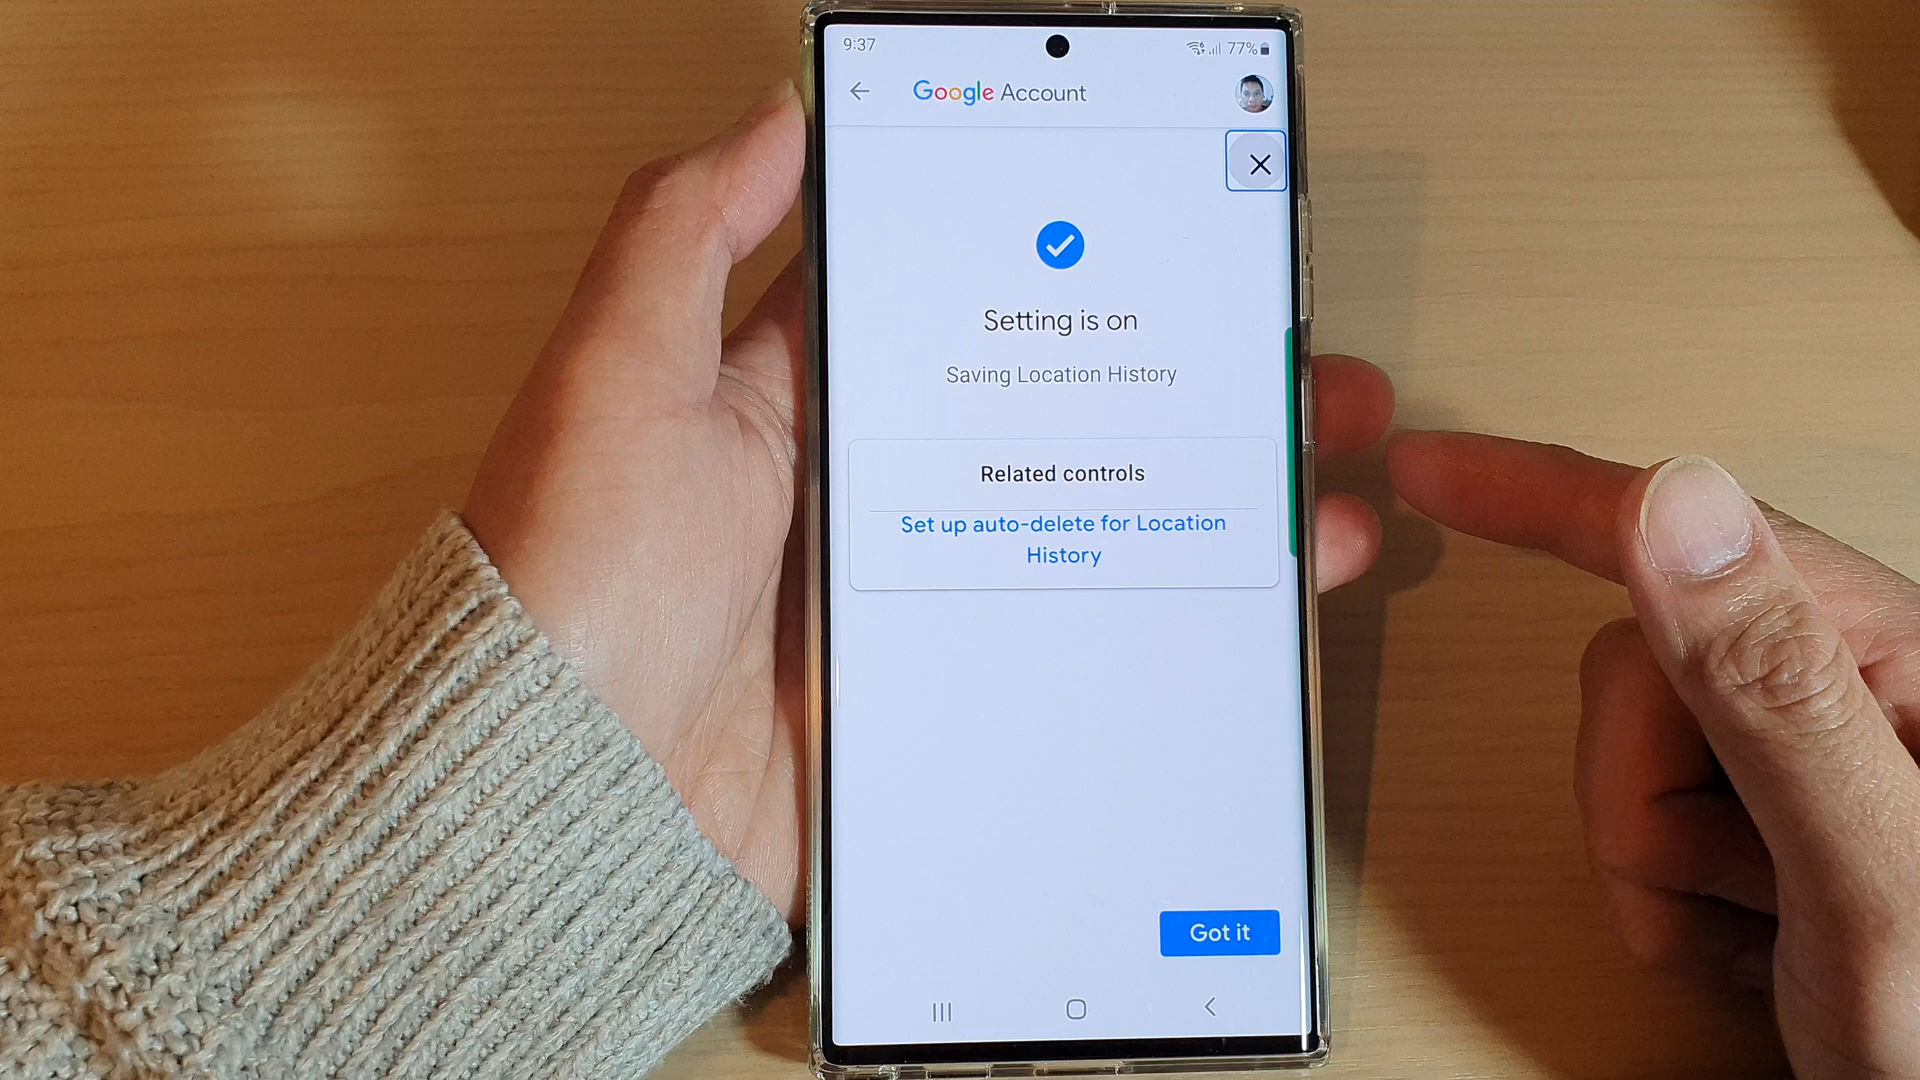 9:37
77%
Google Account
Setting is on
Saving Location History
Related controls
Set up auto-delete for Location
History
Got it